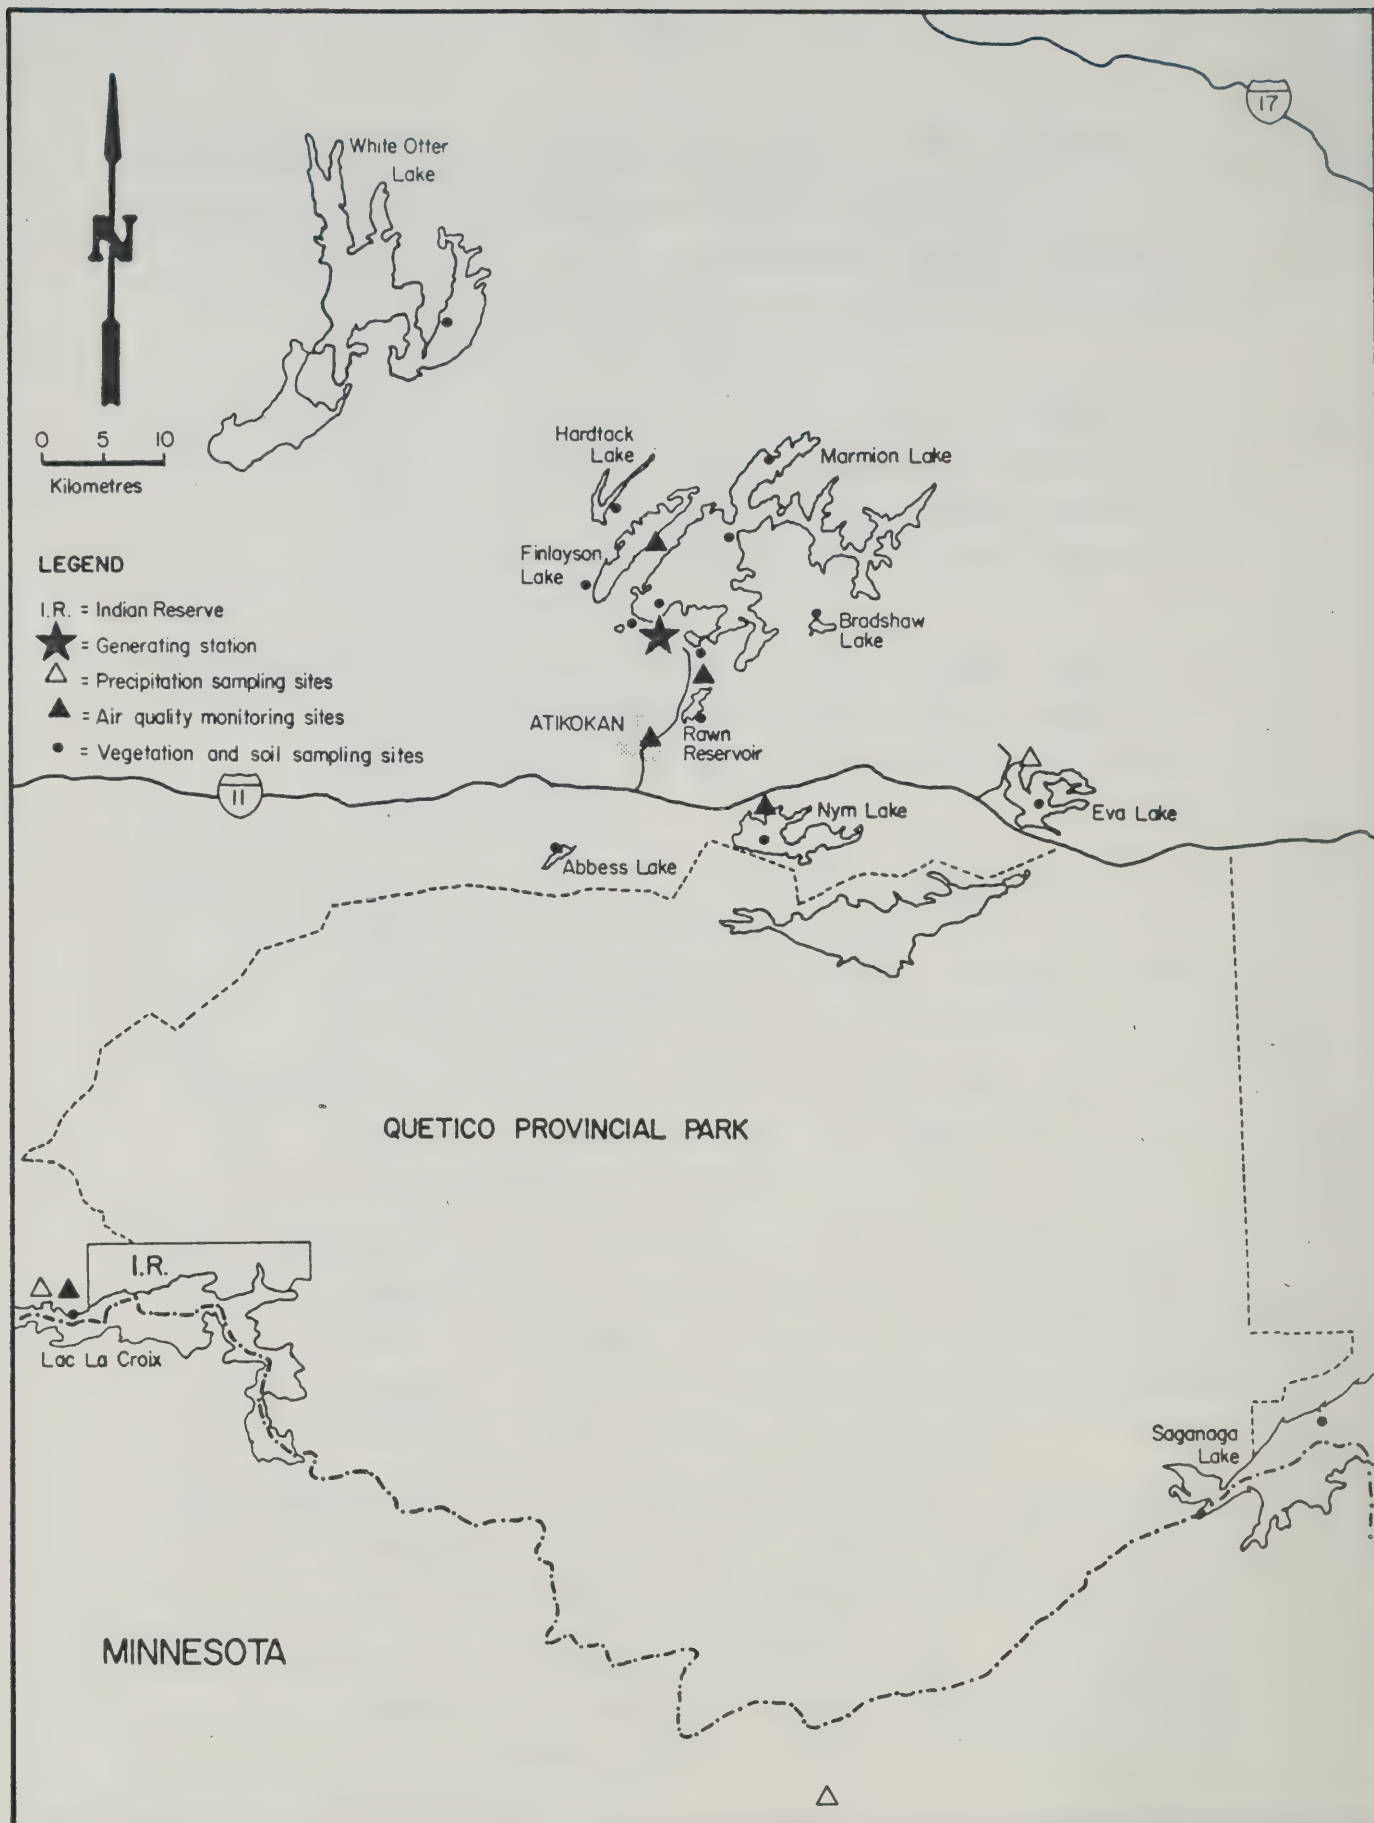 17
White Otter
Lake
N
0 5 10
Kilometres
Hardtack
Lake
Marmion Lake
Finlayson
Lake
Bradshaw
Lake
LEGEND
I.R. = Indian Reserve
= Generating station
= Precipitation sampling sites
= Air quality monitoring sites
= Vegetation and soil sampling sites
ATIKOKAN
Rawn
Reservoir
11
Nym Lake
Eva Lake
Abbess Lake
QUETICO PROVINCIAL PARK
I.R.
Lac La Croix
Saganaga
Lake
MINNESOTA